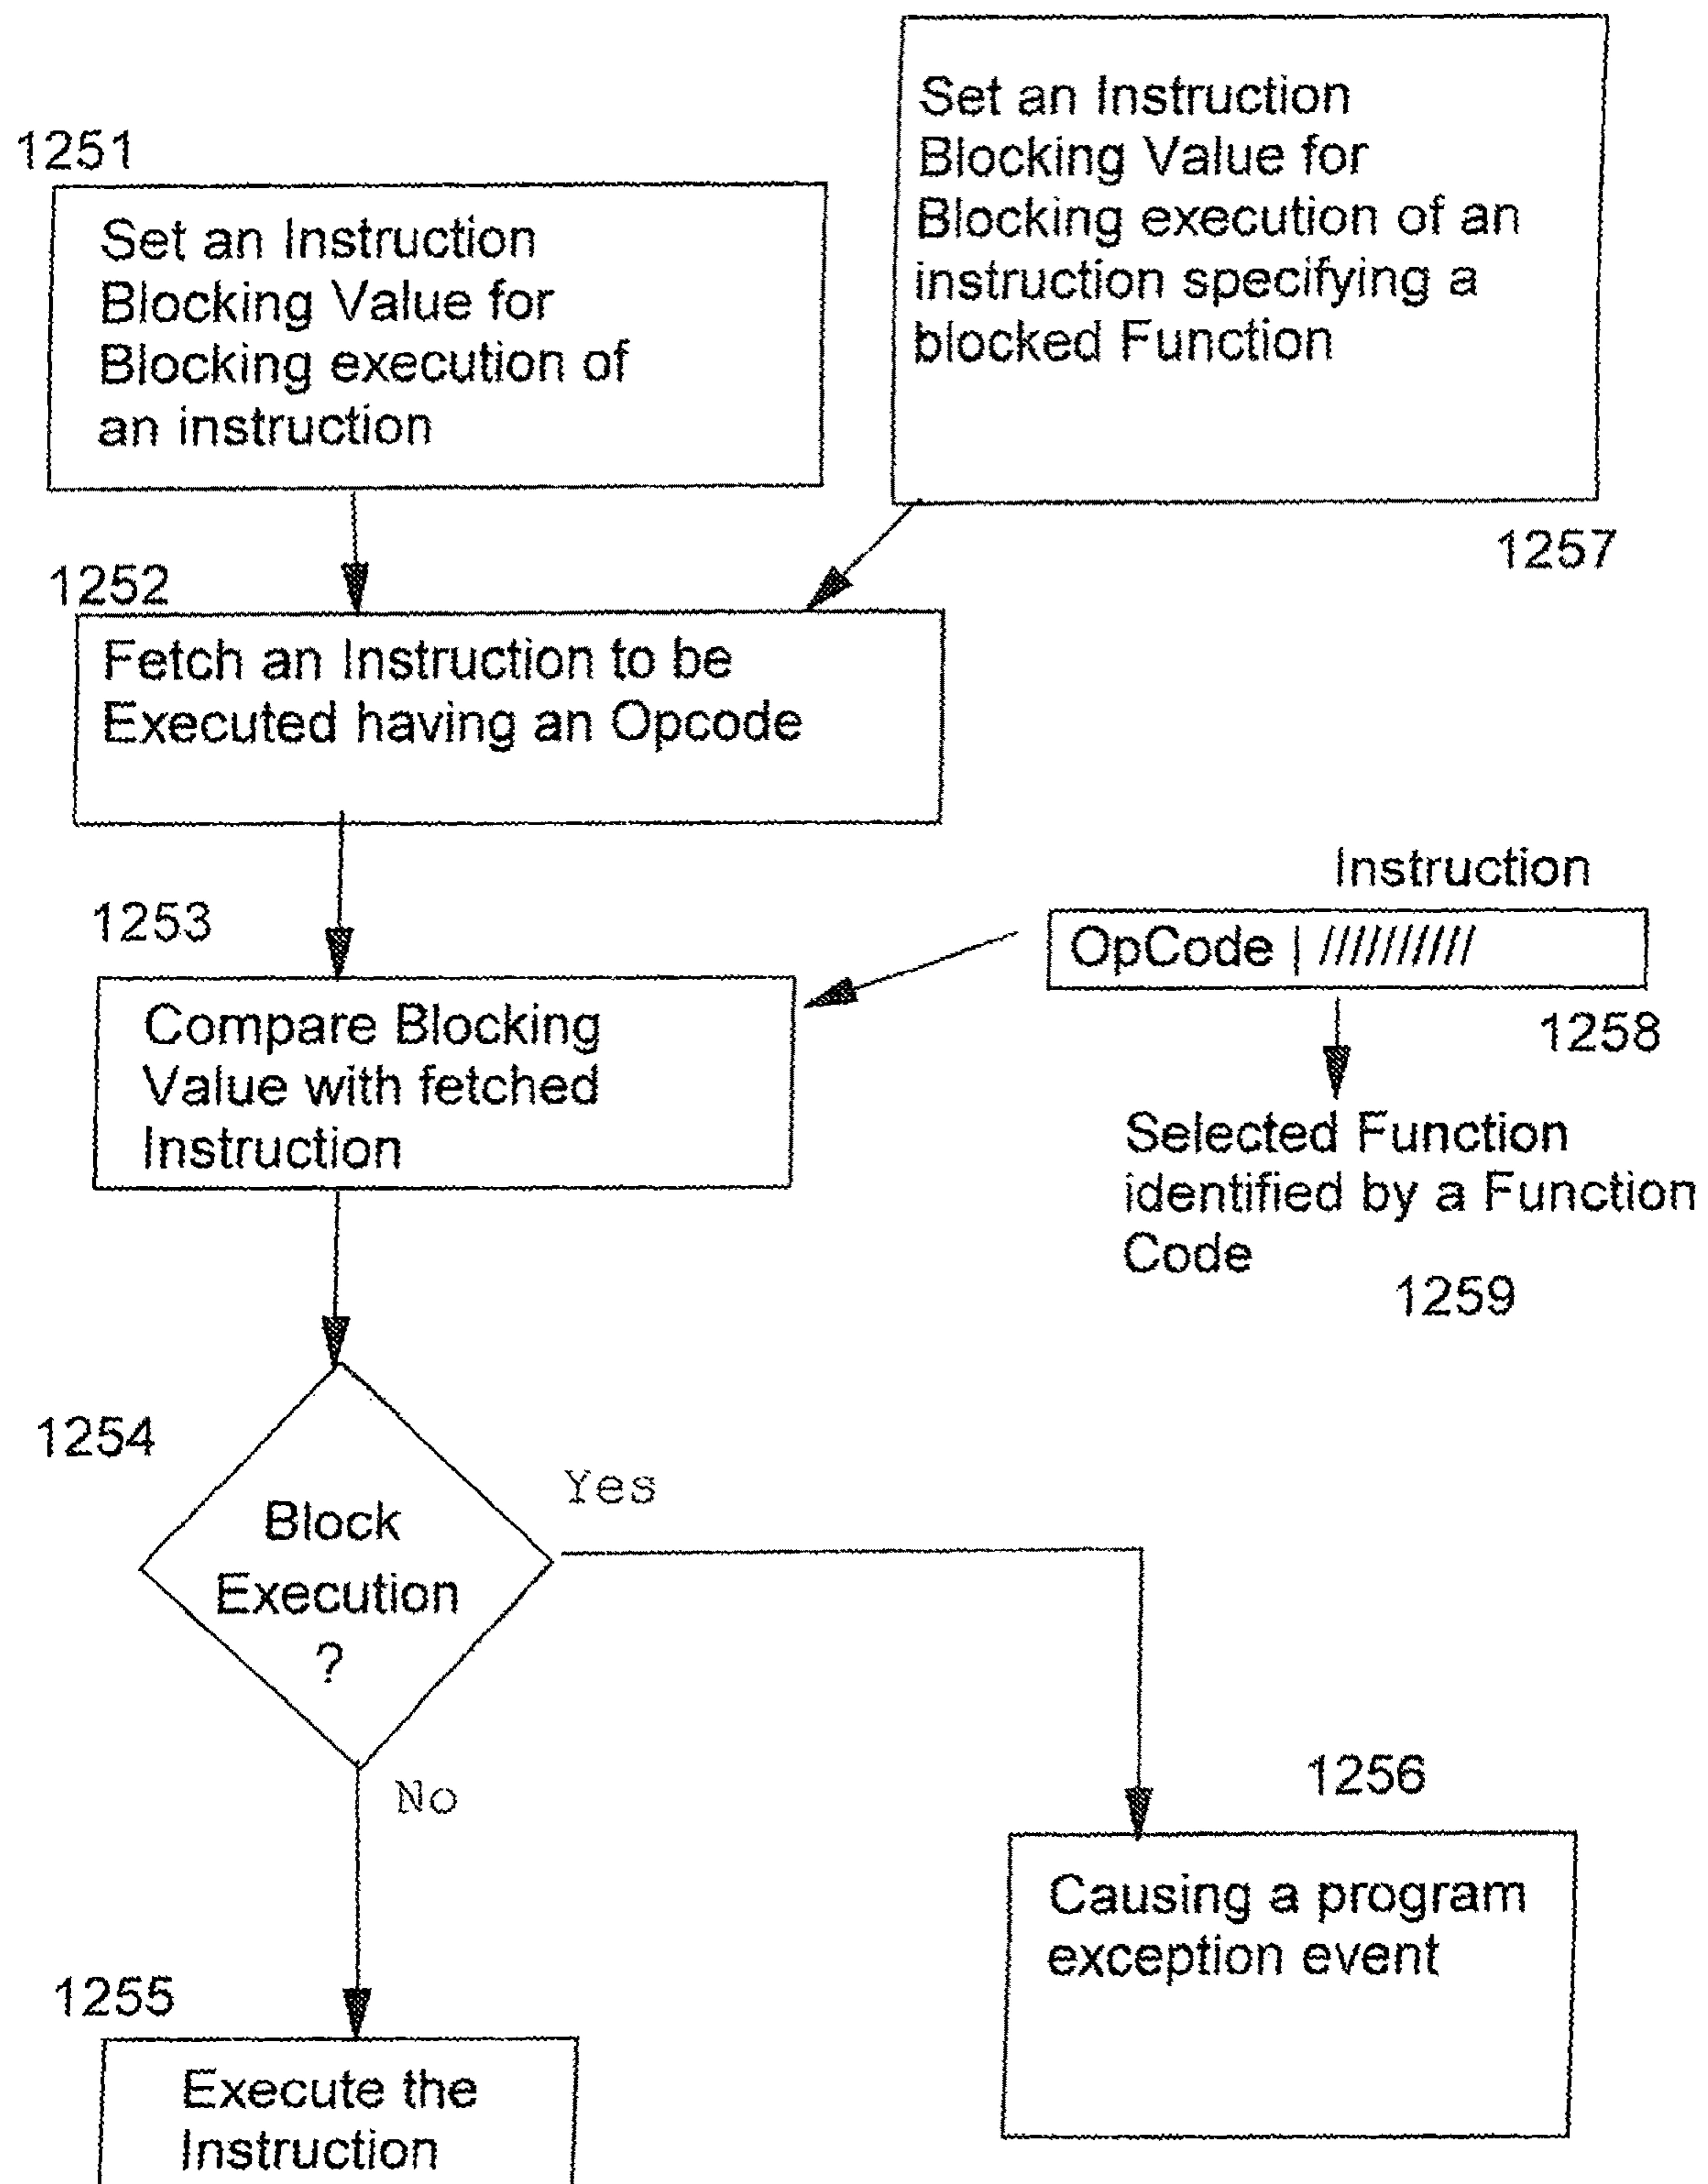 1251
Set an Instruction
Blocking Value for
Blocking execution of
an instruction
Set an Instruction
Blocking Value for
Blocking execution of an
instruction specifying a
blocked Function
1257
1252
Fetch an Instruction to be
Executed having an Opcode
1253
Compare Blocking
Value with fetched
Instruction
Instruction
OpCode | //////////
1258
Selected Function
identified by a Function
Code
1259
1254
Block
Execution
?
Yes
No
1256
Causing a program
exception event
1255
Execute the
Instruction